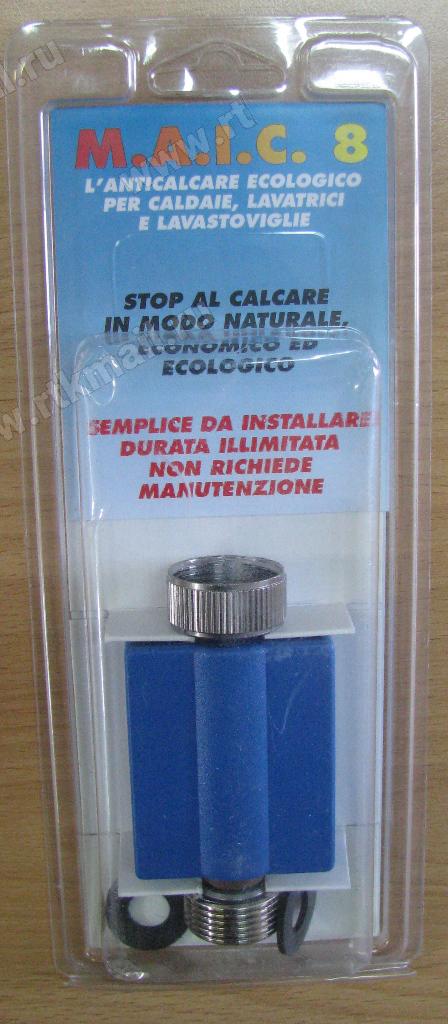 M.A.I.C. 8
L'ANTICALCARE ECOLOGICO
PER CALDAIE, LAVATRICI
E LAVASTOVIGLIE
STOP AL CALCARE
IN MODO NATURALE,
ECONOMICO ED
ECOLOGICO
SEMPLICE DA INSTALLARE
DURATA ILLIMITATA
NON RICHIEDE
MANUTENZIONE